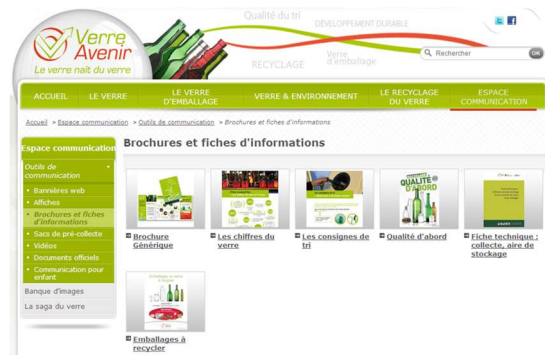 Verre
Avenir
Le verre naît du verre
Qualité du tri
DÉVELOPPEMENT DURABLE
RECYCLAGE
Verre
d'emballage
Rechercher
OK
ACCUEIL
LE VERRE
LE VERRE
D'EMBALLAGE
VERRE & ENVIRONNEMENT
LE RECYCLAGE
DU VERRE
ESPACE
COMMUNICATION
Accueil > Espace communication > Outils de communication > Brochures et fiches d'informations
Espace communication
Outils de
communication
Bannières web
Affiches
Brochures et fiches
d'informations
Sacs de pré-collecte
Vidéos
Documents officiels
Communication pour
enfant
Banque d'images
La saga du verre
Brochures et fiches d'informations
QUALITÉ
D'ABORD
Brochure
Générique
Les chiffres du
verre
Les consignes de
tri
Qualité d'abord
Fiche technique :
collecte, aire de
stockage
Emballages à
recycler